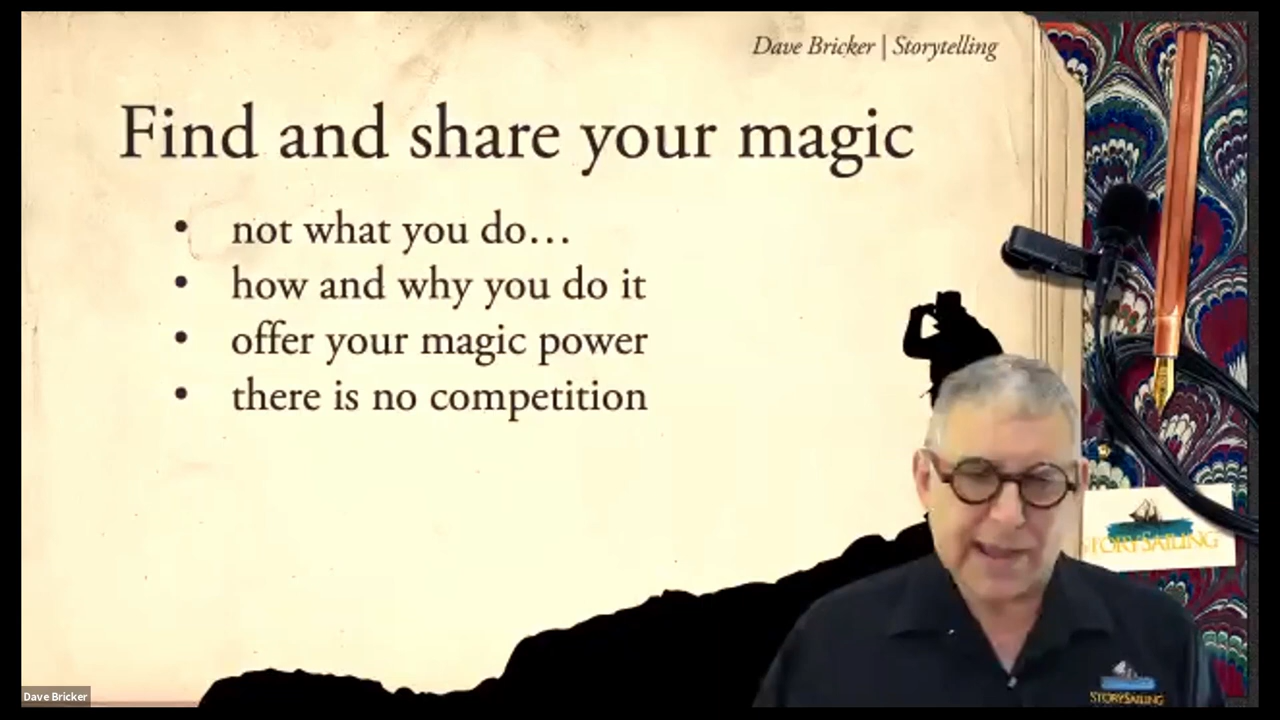 Dave Bricker | Storytelling
Find and share your magic
• not what you do…
• how and why you do it
• offer your magic power
• there is no competition
STORYSAILING
STORYSAILING
Dave Bricker